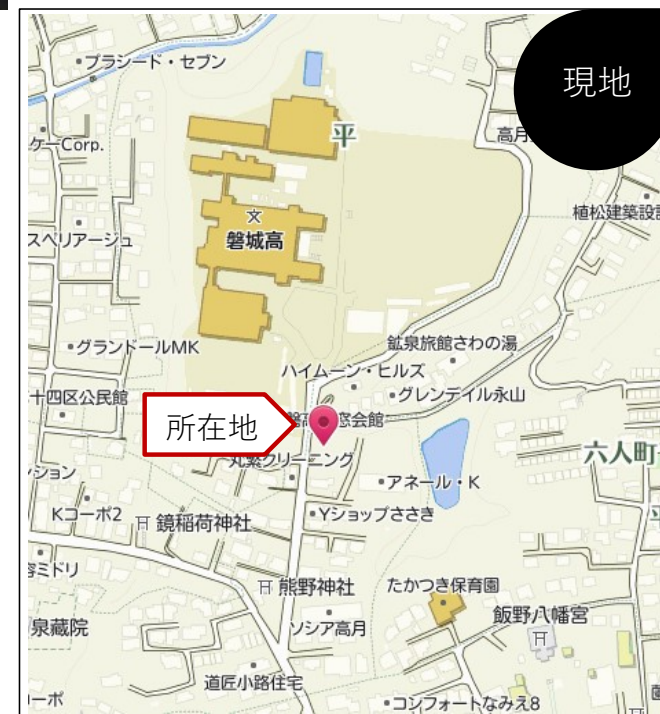 プラシード・セブン
現地
平
ケーCorp.
高月
文
植松建築設
磐城高
スペリアージュ
鉱泉旅館さわの湯
グランドールMK
ハイムーン・ヒルズ
十四区公民館
グレンデイル永山
所在地
窓会館
丸繁クリーニング
六人町
ション
アネール・K
Kコーポ2
鏡稲荷神社
Yショップささき
ミドリ
熊野神社
たかつき保育園
泉蔵院
ソシア高月
飯野八幡宮
道匠小路住宅
ーポ
コンフォートなみえ8